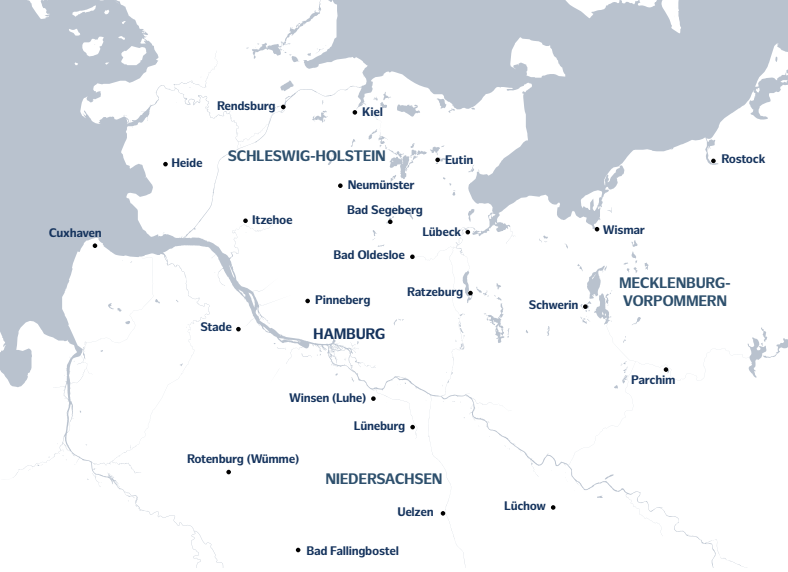 Rendsburg
Kiel
SCHLESWIG-HOLSTEIN
Heide
Eutin
Rostock
Neumünster
Bad Segeberg
Itzehoe
Cuxhaven
Lübeck
Wismar
Bad Oldesloe
MECKLENBURG-
VORPOMMERN
Ratzeburg
Pinneberg
Schwerin
Stade
HAMBURG
Parchim
Winsen (Luhe)
Lüneburg
Rotenburg (Wümme)
NIEDERSACHSEN
Uelzen
Lüchow
Bad Fallingbostel